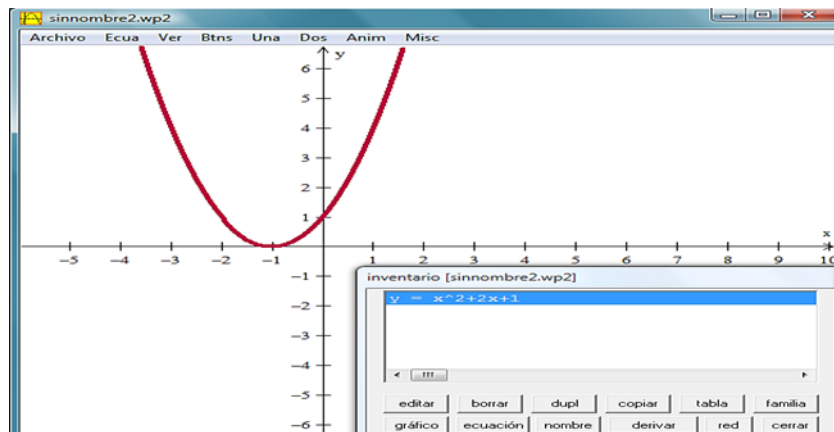 sinnombre2.wp2
Archivo Ecua Ver Btns Una Dos Anim Misc
y
6
5
4
3
2
1
x
−5 −4 −3 −2 −1 1 2 3 4 5 6 7 8 9 10
−1
−2
−3
−4
−5
−6
inventario [sinnombre2.wp2]
y = x^2+2x+1
editar borrar dupl copiar tabla familia
gráfico ecuación nombre derivar red cerrar